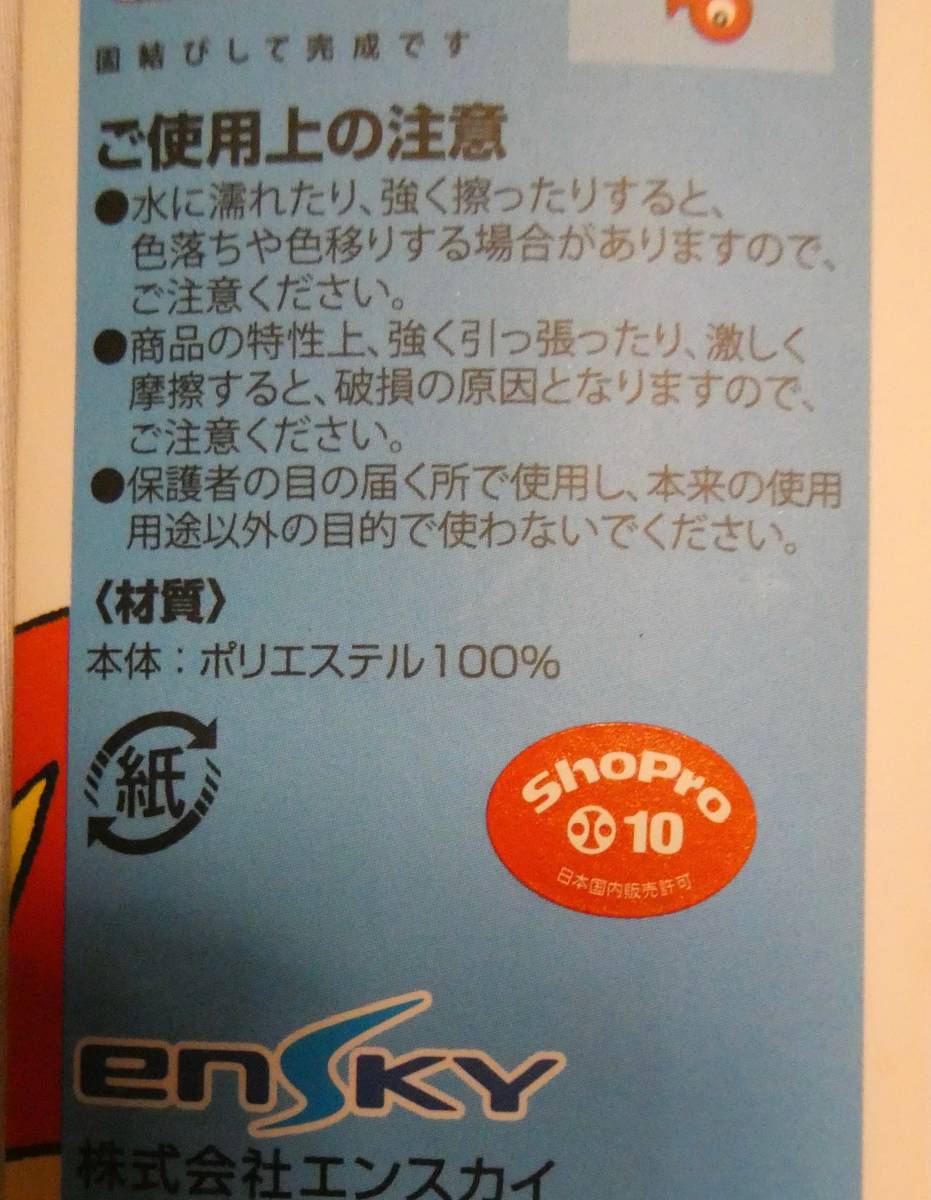 固結びして完成です
ご使用上の注意
●水に濡れたり、強く擦ったりすると、
色落ちや色移りする場合がありますので、
ご注意ください。
●商品の特性上、強く引っ張ったり、激しく
摩擦すると、破損の原因となりますので、
ご注意ください。
●保護者の目の届く所で使用し、本来の使用
用途以外の目的で使わないでください。
〈材質〉
本体：ポリエステル100%
紙
ShoPro
10
日本国内販売許可
enSKY
株式会社エンスカイ